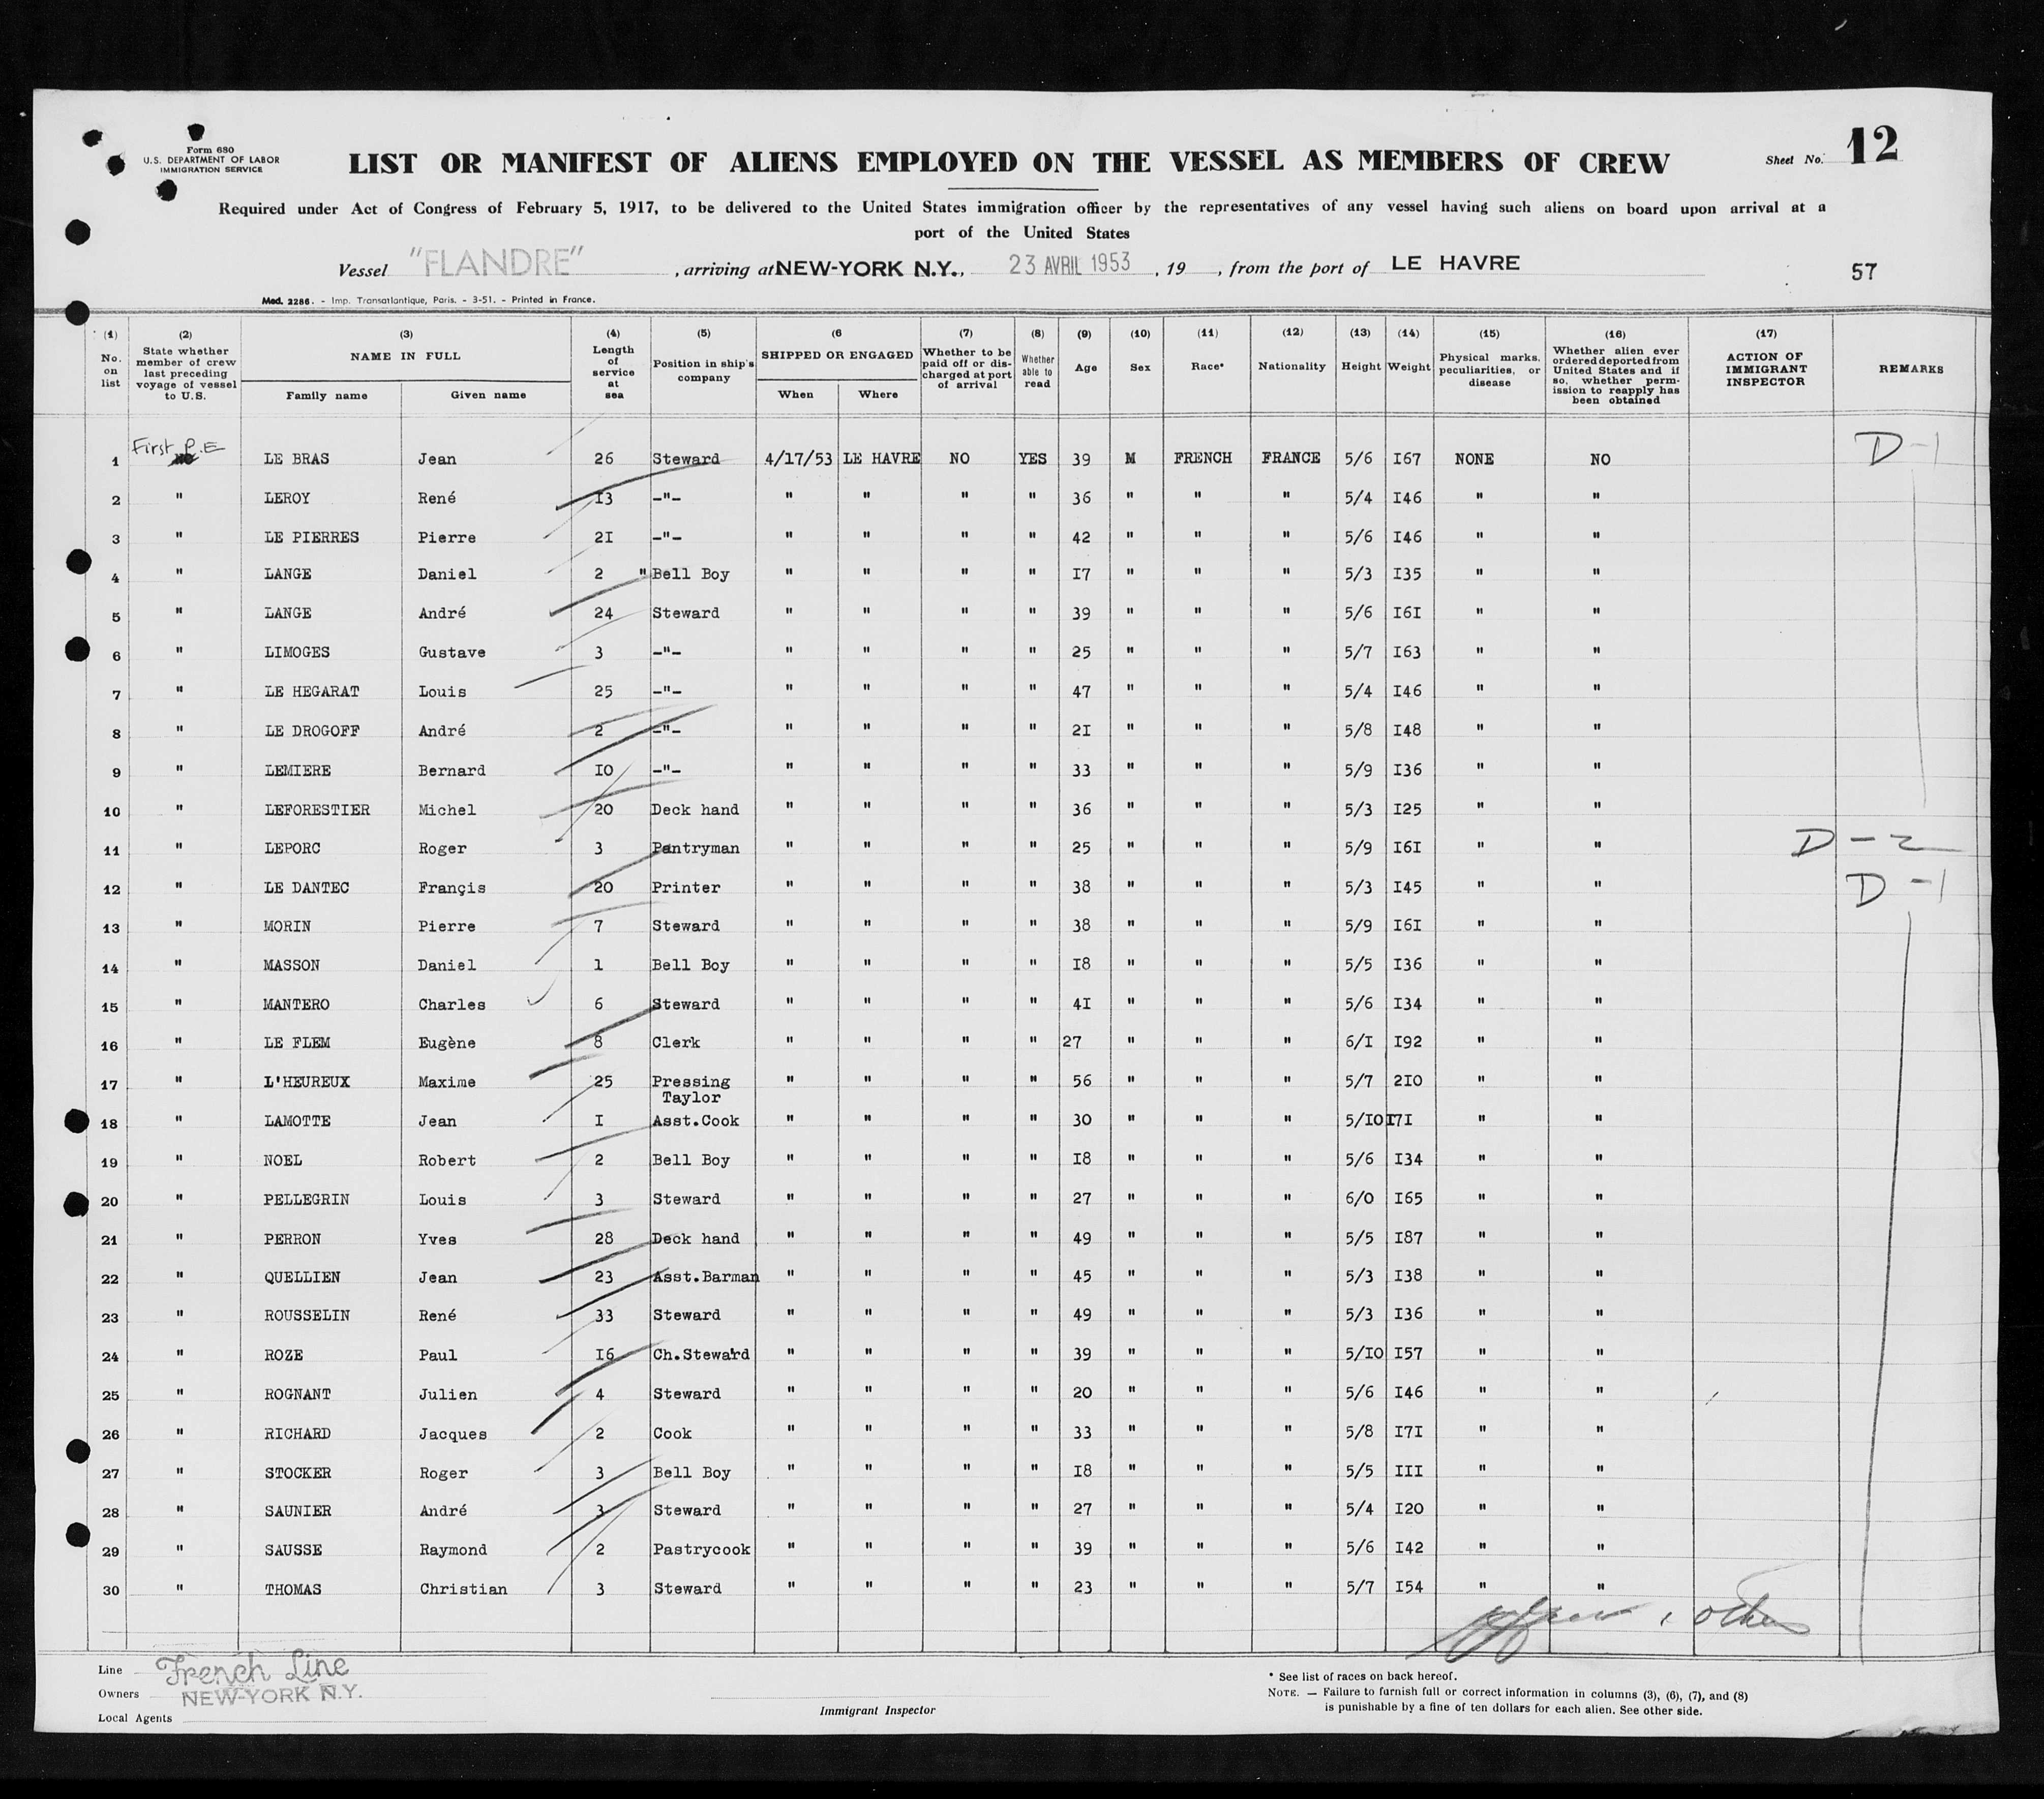 Form 680
U.S. DEPARTMENT OF LABOR
IMMIGRATION SERVICE
LIST OR MANIFEST OF ALIENS EMPLOYED ON THE VESSEL AS MEMBERS OF CREW
Sheet No. 12
Required under Act of Congress of February 5, 1917, to be delivered to the United States immigration officer by the representatives of any vessel having such aliens on board upon arrival at a
port of the United States
Vessel "FLANDRE" , arriving at NEW-YORK N.Y., 23 AVRIL 1953 , 19 , from the port of LE HAVRE
57
Mod. 2286. - Imp. Transatlantique, Paris. - 3-51. - Printed in France.
(1) (2) (3) (4) (5) (6 (7) (8) (9) (10) (11) (12) (13) (14) (15) (16) (17)
No. on list
State whether member of crew last preceding voyage of vessel to U.S.
NAME IN FULL
Family name Given name
Length of service at sea
Position in ship's company
SHIPPED OR ENGAGED
When Where
Whether to be paid off or discharged at port of arrival
Whether able to read
Age Sex Race* Nationality Height Weight
Physical marks, peculiarities, or disease
Whether alien ever ordered deported from United States and if so, whether permission to reapply has been obtained
ACTION OF IMMIGRANT INSPECTOR
REMARKS
First P.E
1 LE BRAS Jean 26 Steward 4/17/53 LE HAVRE NO YES 39 M FRENCH FRANCE 5/6 I67 NONE NO D-1
2 " LEROY René I3 -"- " " " " 36 " " " 5/4 I46 " "
3 " LE PIERRES Pierre 2I -"- " " " " 42 " " " 5/6 I46 " "
4 " LANGE Daniel 2 " Bell Boy " " " " I7 " " " 5/3 I35 " "
5 " LANGE André 24 Steward " " " " 39 " " " 5/6 I6I " "
6 " LIMOGES Gustave 3 -"- " " " " 25 " " " 5/7 I63 " "
7 " LE HEGARAT Louis 25 -"- " " " " 47 " " " 5/4 I46 " "
8 " LE DROGOFF André 2 -"- " " " " 2I " " " 5/8 I48 " "
9 " LEMIERE Bernard IO -"- " " " " 33 " " " 5/9 I36 " "
10 " LEFORESTIER Michel 20 Deck hand " " " " 36 " " " 5/3 I25 " "
11 " LEPORC Roger 3 Pantryman " " " " 25 " " " 5/9 I6I " " D-2
12 " LE DANTEC Françis 20 Printer " " " " 38 " " " 5/3 I45 " " D-1
13 " MORIN Pierre 7 Steward " " " " 38 " " " 5/9 I6I " "
14 " MASSON Daniel 1 Bell Boy " " " " I8 " " " 5/5 I36 " "
15 " MANTERO Charles 6 Steward " " " " 4I " " " 5/6 I34 " "
16 " LE FLEM Eugène 8 Clerk " " " " 27 " " " 6/I I92 " "
17 " L'HEUREUX Maxime 25 Pressing Taylor " " " " 56 " " " 5/7 2IO " "
18 " LAMOTTE Jean I Asst.Cook " " " " 30 " " " 5/IO I7I " "
19 " NOEL Robert 2 Bell Boy " " " " I8 " " " 5/6 I34 " "
20 " PELLEGRIN Louis 3 Steward " " " " 27 " " " 6/0 I65 " "
21 " PERRON Yves 28 Deck hand " " " " 49 " " " 5/5 I87 " "
22 " QUELLIEN Jean 23 Asst.Barman " " " " 45 " " " 5/3 I38 " "
23 " ROUSSELIN René 33 Steward " " " " 49 " " " 5/3 I36 " "
24 " ROZE Paul I6 Ch.Steward " " " " 39 " " " 5/IO I57 " "
25 " ROGNANT Julien 4 Steward " " " " 20 " " " 5/6 I46 " "
26 " RICHARD Jacques 2 Cook " " " " 33 " " " 5/8 I7I " "
27 " STOCKER Roger 3 Bell Boy " " " " I8 " " " 5/5 III " "
28 " SAUNIER André 3 Steward " " " " 27 " " " 5/4 I20 " "
29 " SAUSSE Raymond 2 Pastrycook " " " " 39 " " " 5/6 I42 " "
30 " THOMAS Christian 3 Steward " " " " 23 " " " 5/7 I54 " "
Line French Line
Owners NEW-YORK N.Y.
Local Agents
Immigrant Inspector
* See list of races on back hereof.
NOTE. — Failure to furnish full or correct information in columns (3), (6), (7), and (8)
is punishable by a fine of ten dollars for each alien. See other side.